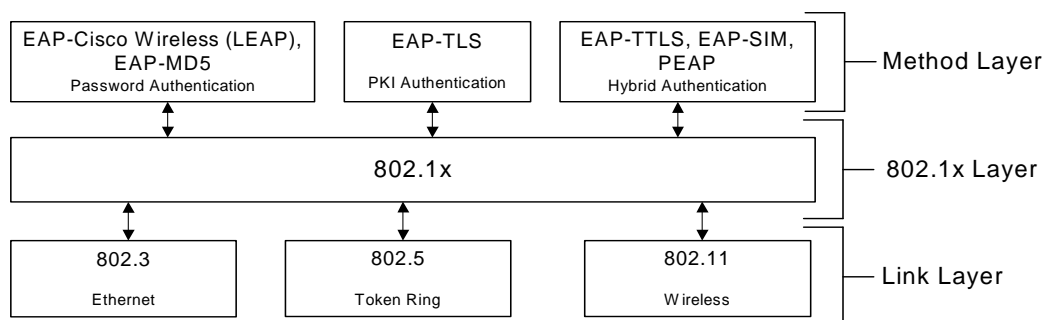 EAP-Cisco Wireless (LEAP),
EAP-MD5
Password Authentication
EAP-TLS
PKI Authentication
EAP-TTLS, EAP-SIM,
PEAP
Hybrid Authentication
Method Layer
802.1x
802.1x Layer
802.3
Ethernet
802.5
Token Ring
802.11
Wireless
Link Layer